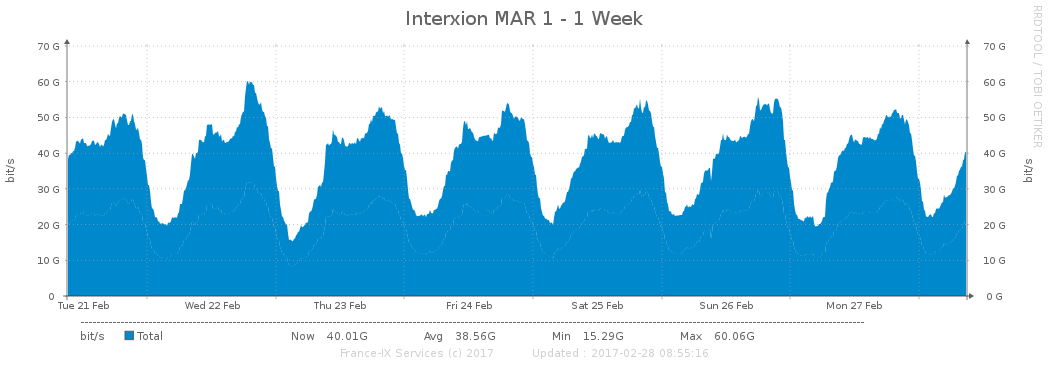 Interxion MAR 1 - 1 Week
RRDTOOL / TOBI OETIKER
70 G 70 G
60 G 60 G
50 G 50 G
40 G 40 G
30 G 30 G
20 G 20 G
10 G 10 G
0 0 G
bit/s
bit/s
Tue 21 Feb Wed 22 Feb Thu 23 Feb Fri 24 Feb Sat 25 Feb Sun 26 Feb Mon 27 Feb
bit/s Total Now 40.01G Avg 38.56G Min 15.29G Max 60.06G
France-IX Services (c) 2017 Updated : 2017-02-28 08:55:16